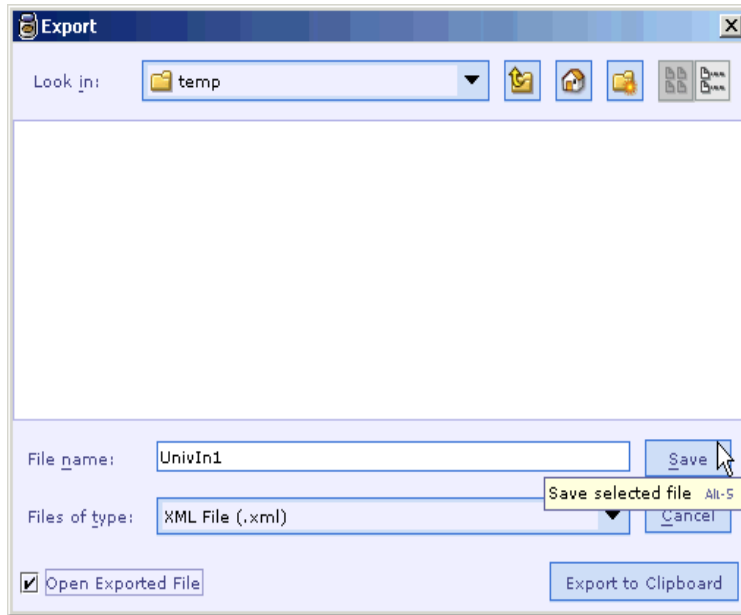 Export
Look in: temp
File name: UnivIn1 Save
Save selected file Alt-S
Files of type: XML File (.xml) Cancel
Open Exported File Export to Clipboard